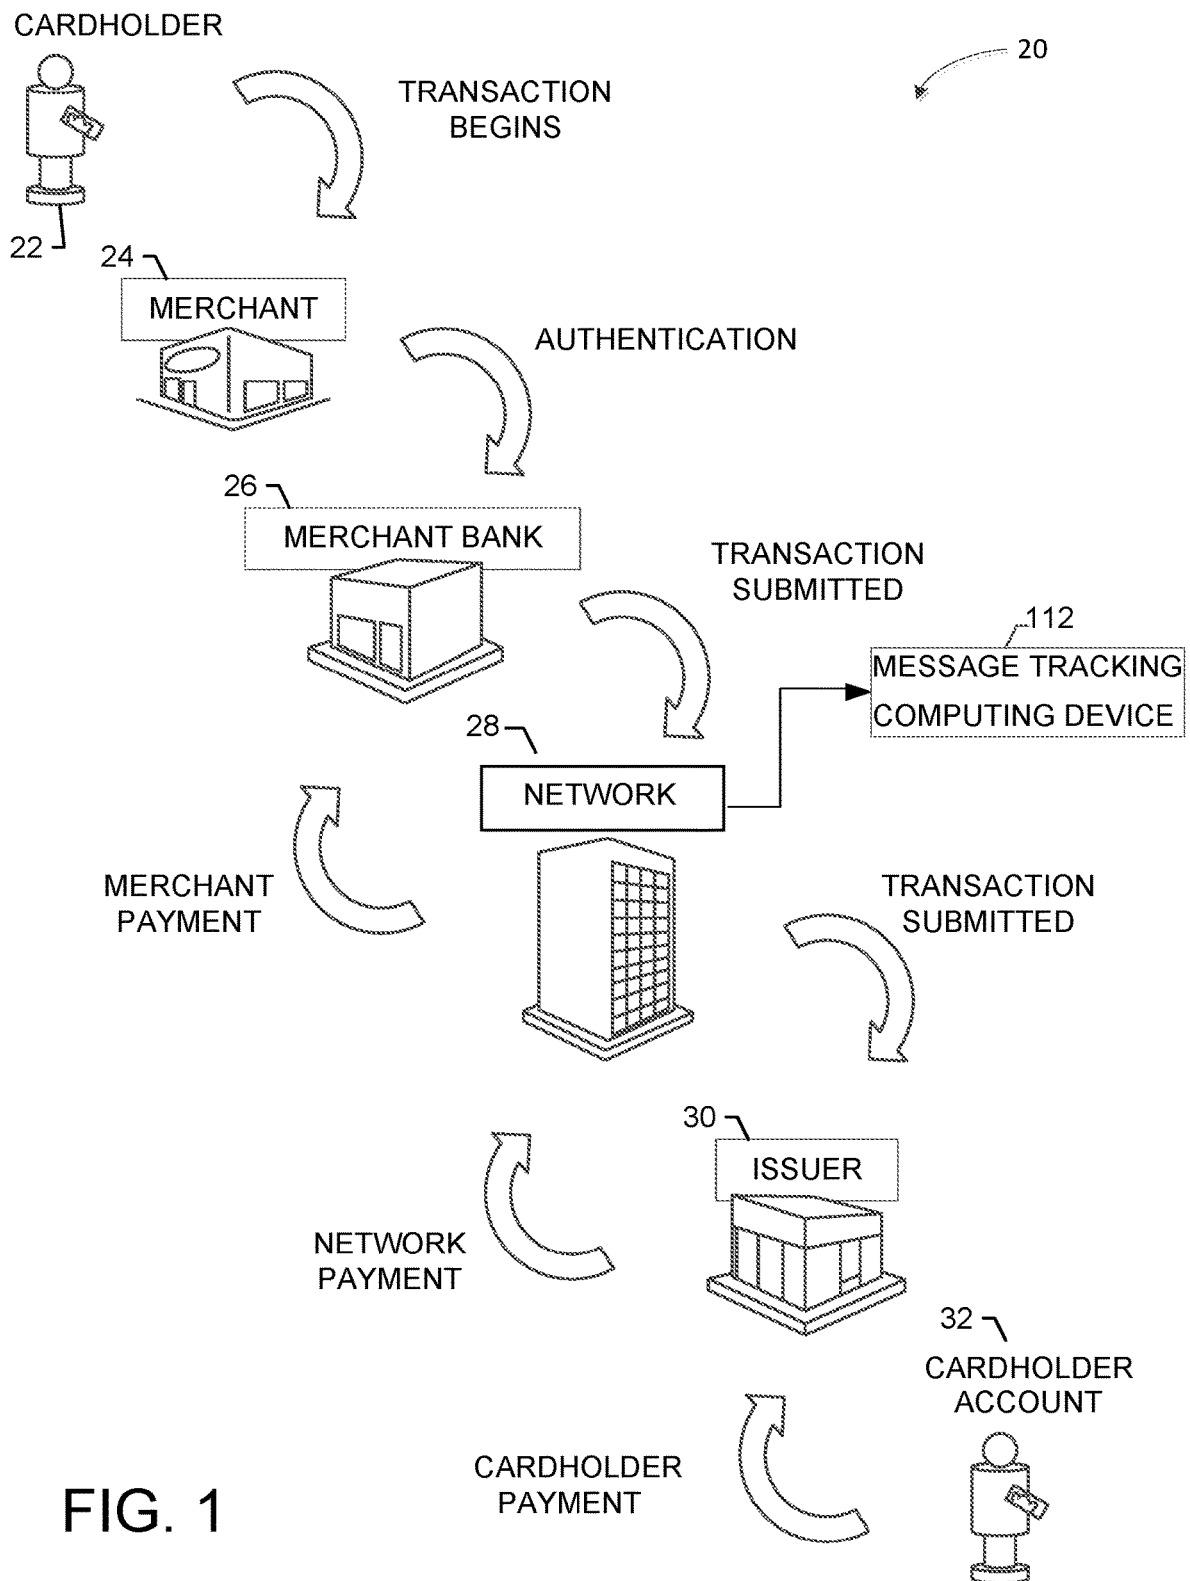 CARDHOLDER
20
TRANSACTION
BEGINS
22
24
MERCHANT
AUTHENTICATION
26
MERCHANT BANK
TRANSACTION
SUBMITTED
112
MESSAGE TRACKING
COMPUTING DEVICE
28
NETWORK
MERCHANT
PAYMENT
TRANSACTION
SUBMITTED
30
ISSUER
NETWORK
PAYMENT
32
CARDHOLDER
ACCOUNT
CARDHOLDER
PAYMENT
FIG. 1